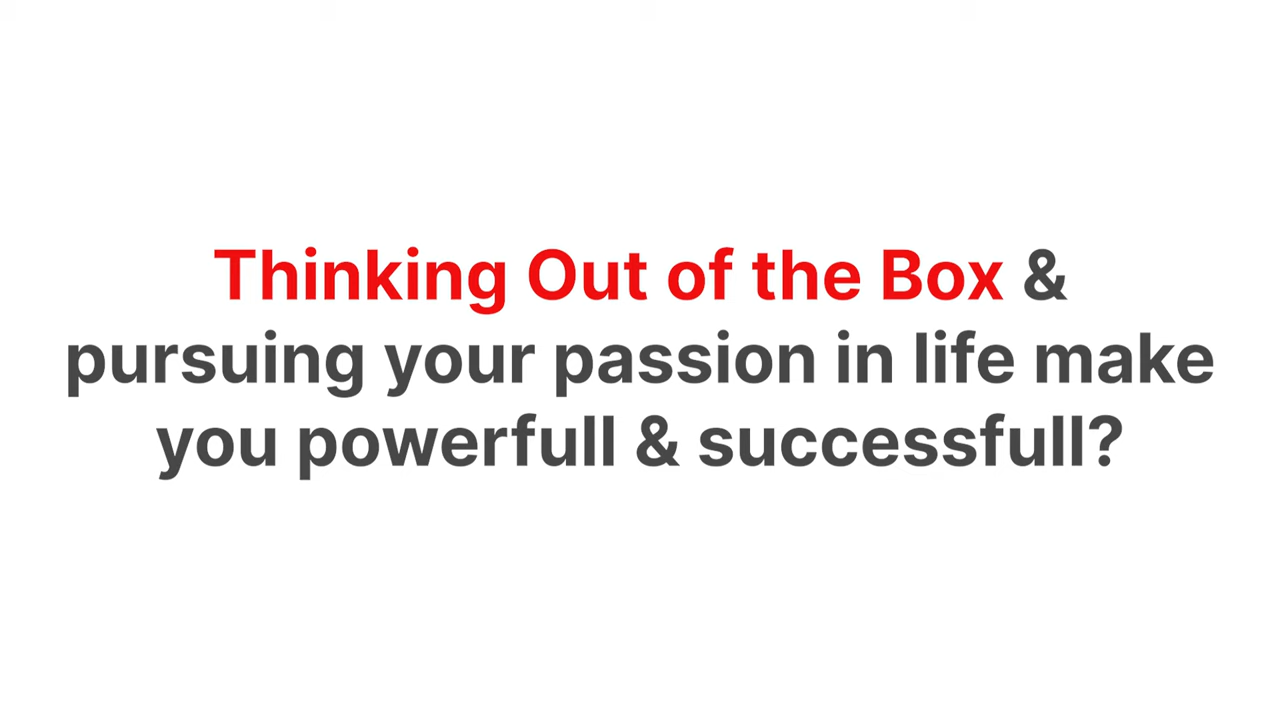 Thinking Out of the Box &
pursuing your passion in life make
you powerfull & successfull?